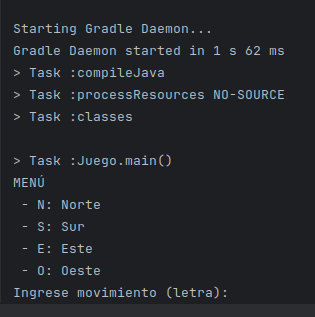 Starting Gradle Daemon...
Gradle Daemon started in 1 s 62 ms
> Task :compileJava
> Task :processResources NO-SOURCE
> Task :classes
> Task :Juego.main()
MENÚ
- N: Norte
- S: Sur
- E: Este
- O: Oeste
Ingrese movimiento (letra):